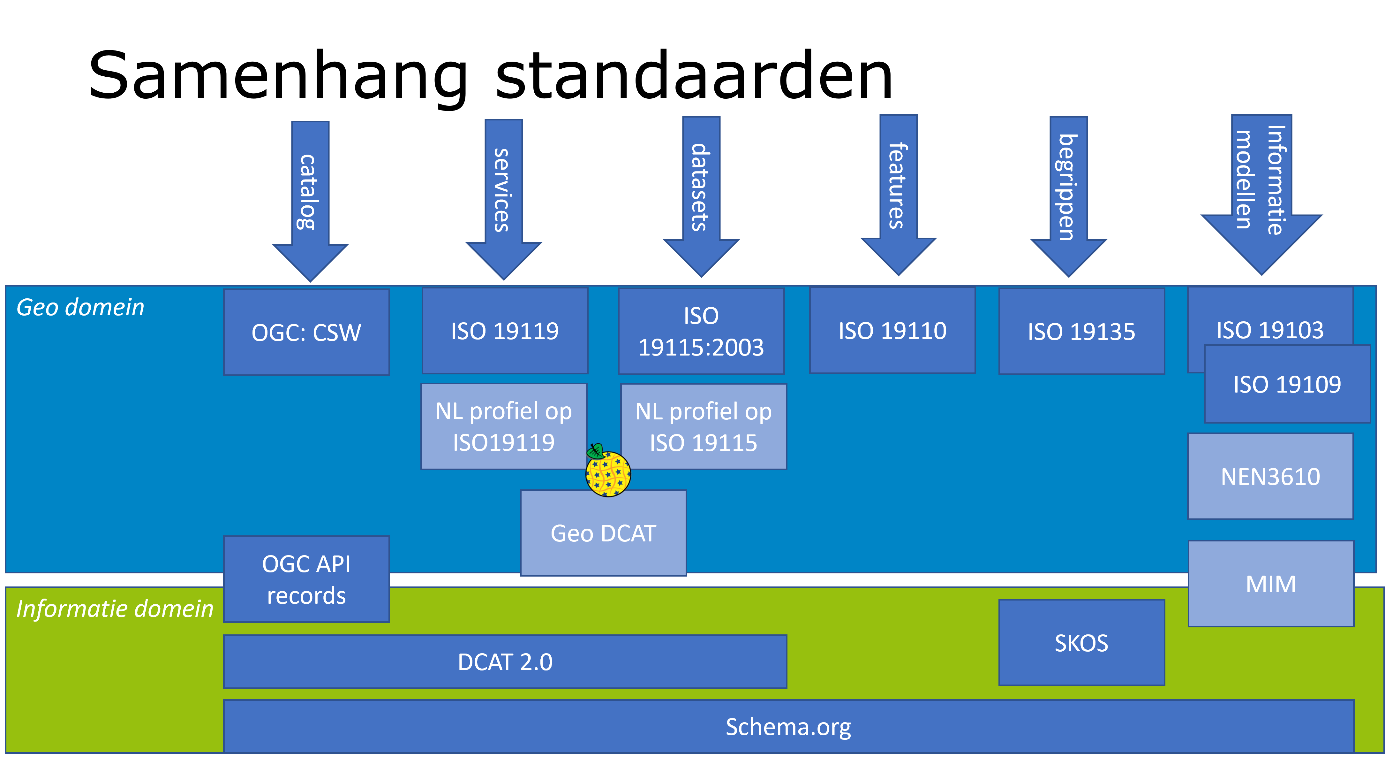 Samenhang standaarden
catalog
services
datasets
features
begrippen
Informatie
modellen
Geo domein
OGC: CSW
ISO 19119
ISO
19115:2003
ISO 19110
ISO 19135
ISO 19103
ISO 19109
NL profiel op
ISO19119
NL profiel op
ISO 19115
NEN3610
Geo DCAT
OGC API
records
MIM
Informatie domein
SKOS
DCAT 2.0
Schema.org